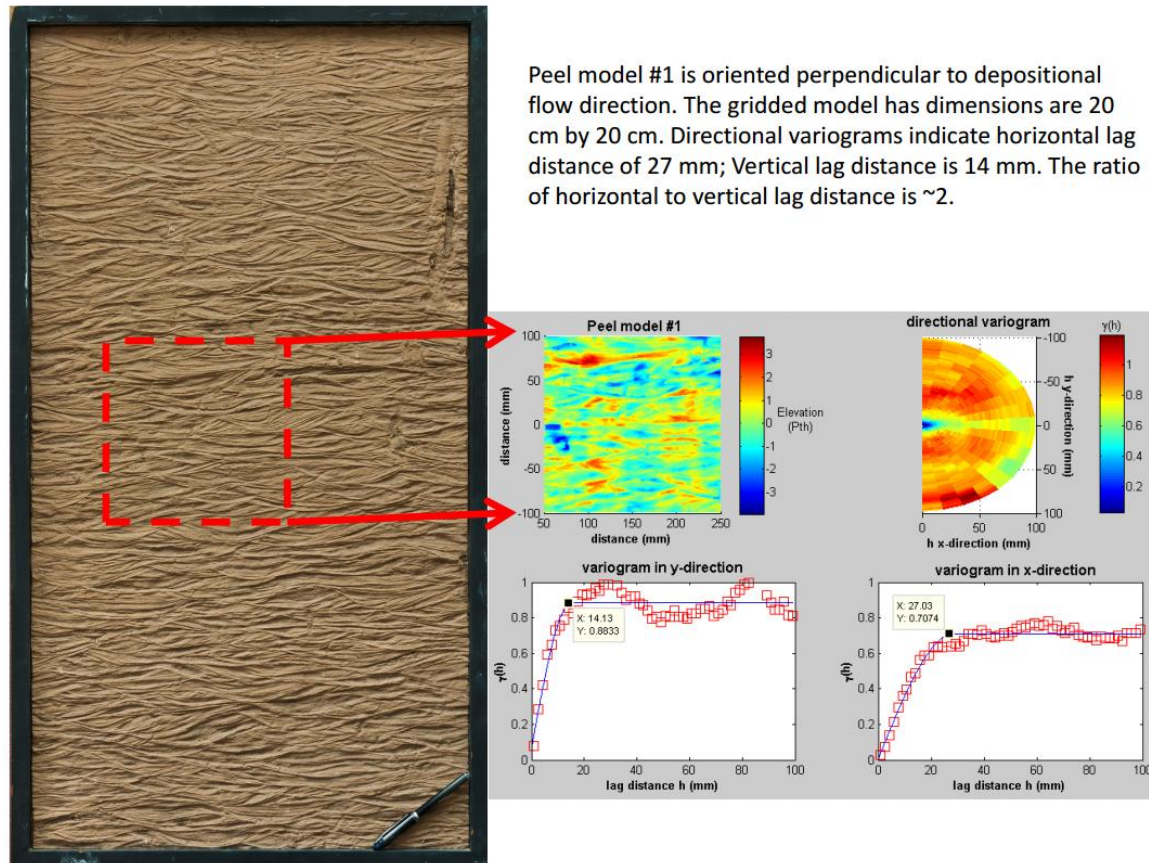 Peel model #1 is oriented perpendicular to depositional
flow direction. The gridded model has dimensions are 20
cm by 20 cm. Directional variograms indicate horizontal lag
distance of 27 mm; Vertical lag distance is 14 mm. The ratio
of horizontal to vertical lag distance is ~2.
Peel model #1
100
50
0
-50
-100
distance (mm)
50 100 150 200 250
distance (mm)
3
2
1
0
-1
-2
-3
Elevation
(Pth)
directional variogram
γ(h)
-100
-50
0
50
100
h y-direction (mm)
0 50 100
h x-direction (mm)
1
0.8
0.6
0.4
0.2
variogram in y-direction
1
0.8
0.6
0.4
0.2
0
γ(h)
X: 14.13
Y: 0.8833
0 20 40 60 80 100
lag distance h (mm)
variogram in x-direction
1
0.8
0.6
0.4
0.2
0
γ(h)
X: 27.03
Y: 0.7074
0 20 40 60 80 100
lag distance h (mm)